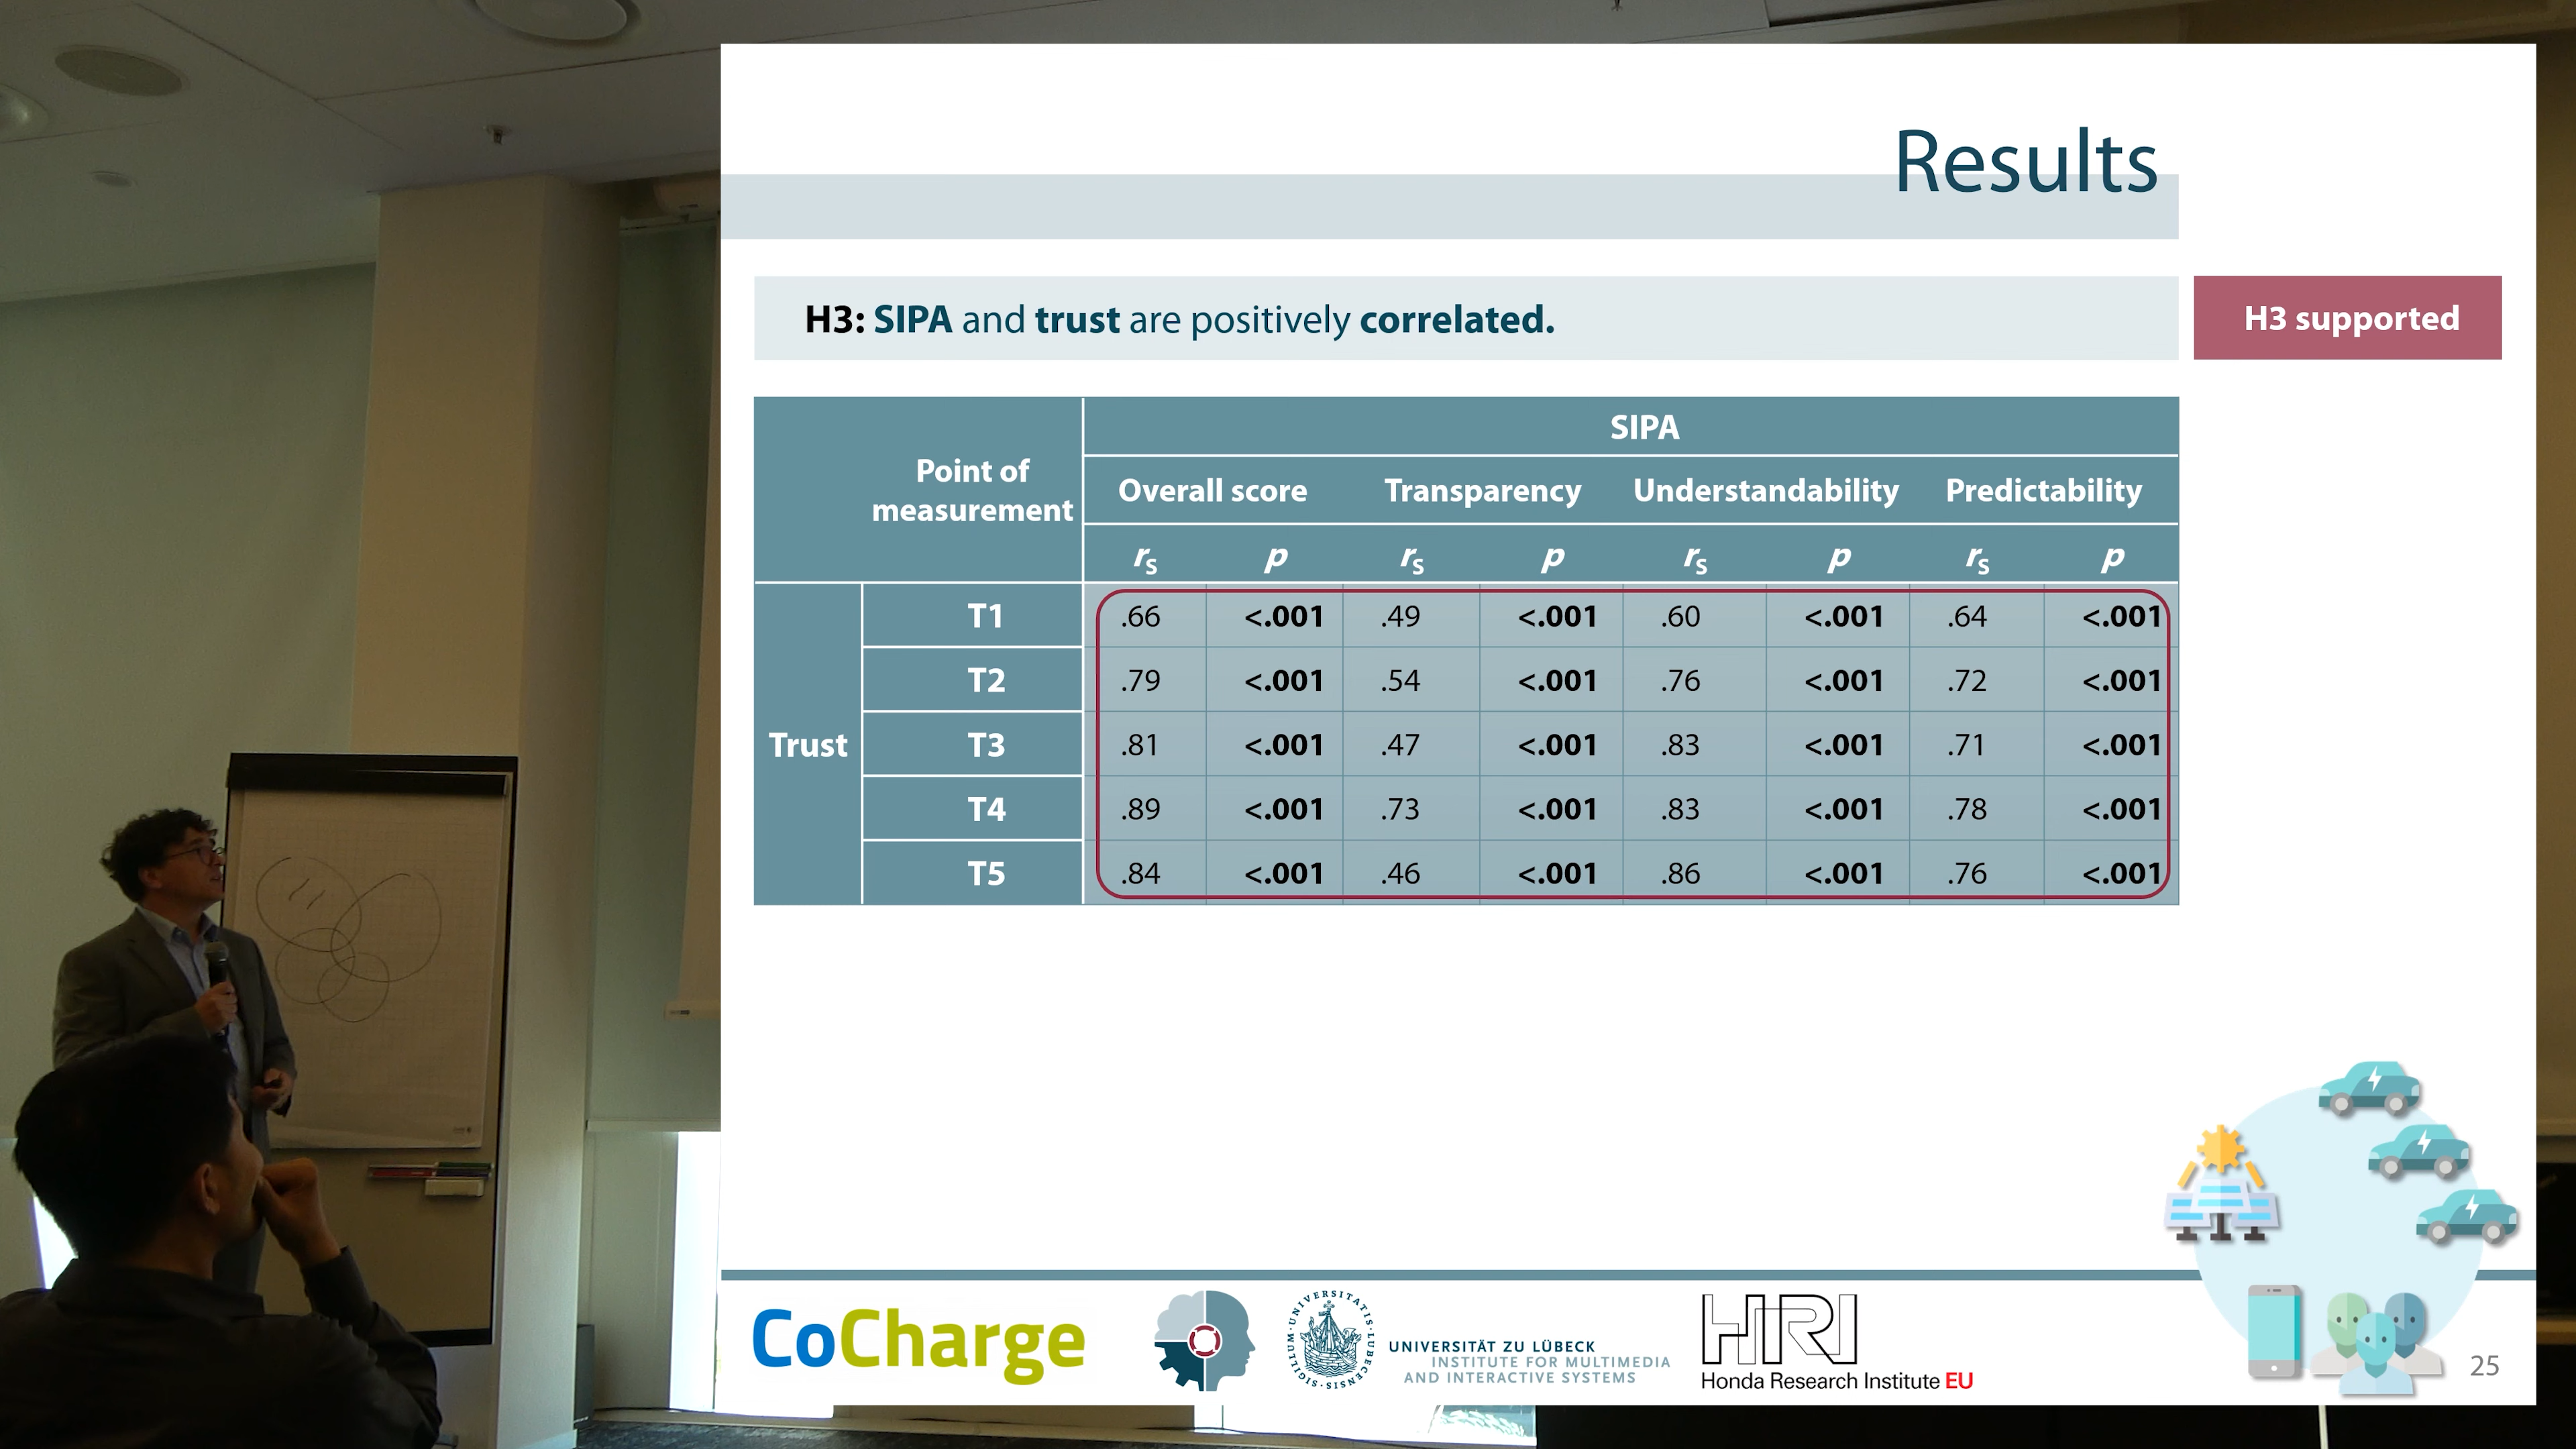 Results
H3: SIPA and trust are positively correlated.
H3 supported
Point of
measurement
SIPA
Overall score Transparency Understandability Predictability
rs p rs p rs p rs p
Trust
T1 .66 <.001 .49 <.001 .60 <.001 .64 <.001
T2 .79 <.001 .54 <.001 .76 <.001 .72 <.001
T3 .81 <.001 .47 <.001 .83 <.001 .71 <.001
T4 .89 <.001 .73 <.001 .83 <.001 .78 <.001
T5 .84 <.001 .46 <.001 .86 <.001 .76 <.001
CoCharge
SIGILLUM·UNIVERSITATIS·LUBECENSIS
UNIVERSITÄT ZU LÜBECK
INSTITUTE FOR MULTIMEDIA
AND INTERACTIVE SYSTEMS
HRI
Honda Research Institute EU
25